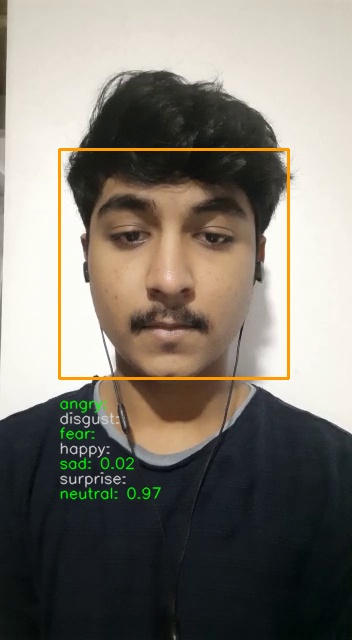 angry:
disgust:
fear:
happy:
sad: 0.02
surprise:
neutral: 0.97